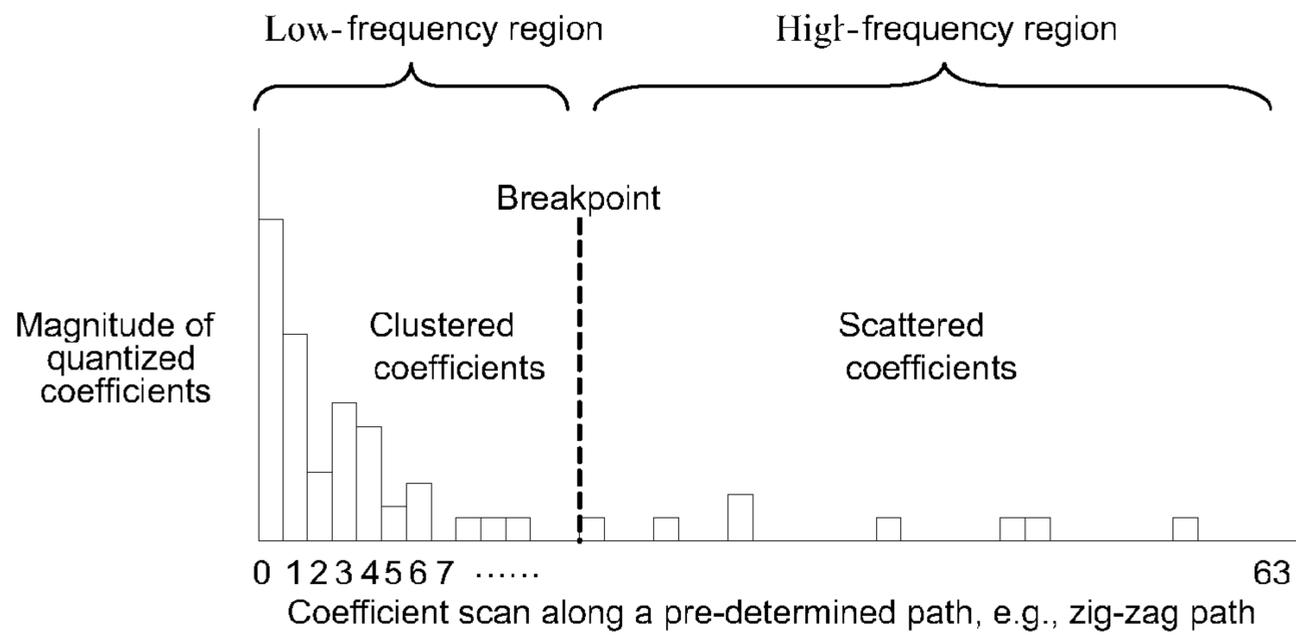 Low-frequency region
High-frequency region
Breakpoint
Magnitude of
quantized
coefficients
Clustered
coefficients
Scattered
coefficients
0 1 2 3 4 5 6 7 ...... 63
Coefficient scan along a pre-determined path, e.g., zig-zag path